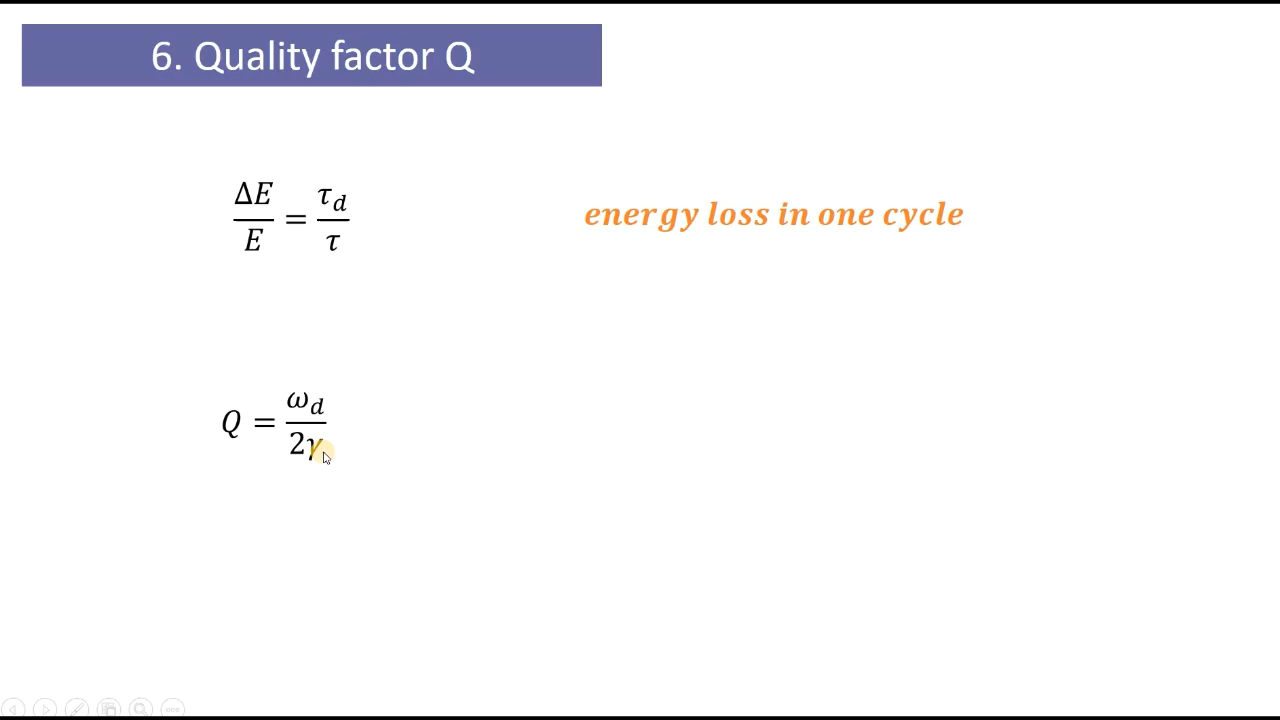 6. Quality factor Q
ΔE/E = τ_d/τ
energy loss in one cycle
Q = ω_d/2γ